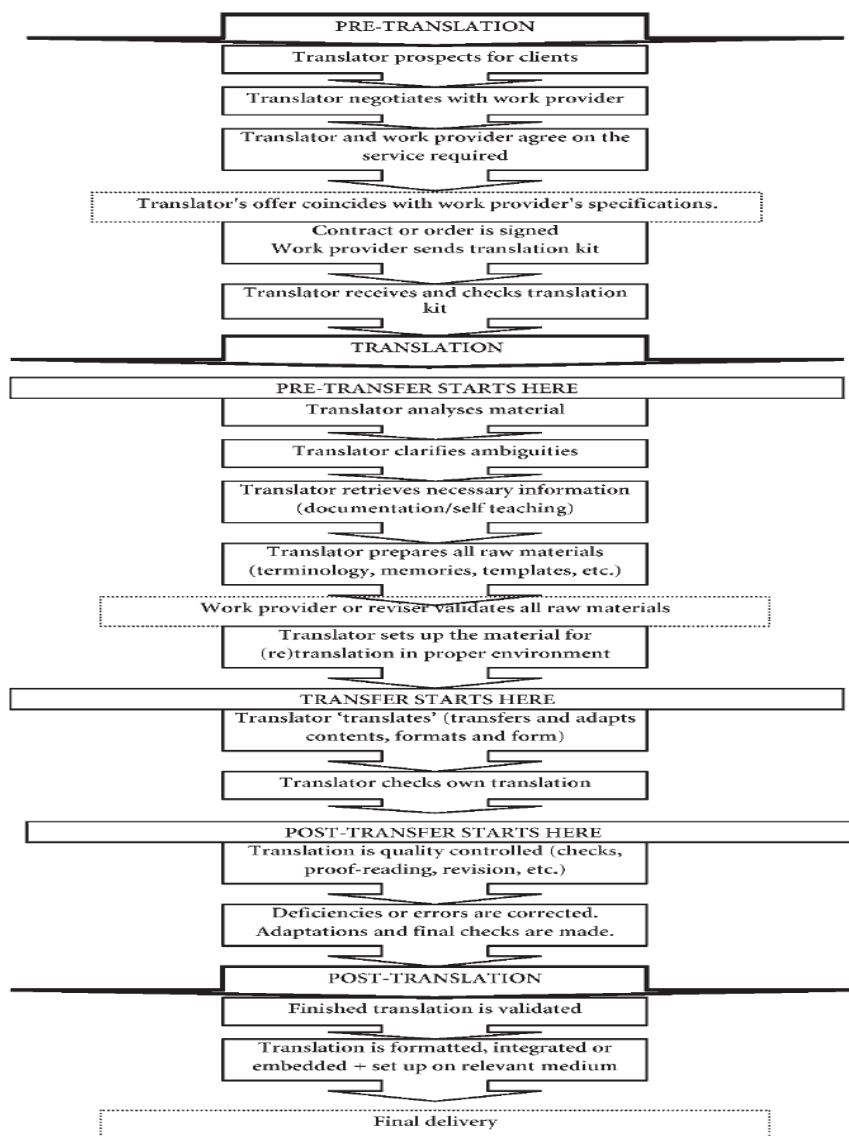 PRE-TRANSLATION
Translator prospects for clients
Translator negotiates with work provider
Translator and work provider agree on the
service required
Translator's offer coincides with work provider's specifications.
Contract or order is signed
Work provider sends translation kit
Translator receives and checks translation
kit
TRANSLATION
PRE-TRANSFER STARTS HERE
Translator analyses material
Translator clarifies ambiguities
Translator retrieves necessary information
(documentation/self teaching)
Translator prepares all raw materials
(terminology, memories, templates, etc.)
Work provider or reviser validates all raw materials
Translator sets up the material for
(re)translation in proper environment
TRANSFER STARTS HERE
Translator ‘translates’ (transfers and adapts
contents, formats and form)
Translator checks own translation
POST-TRANSFER STARTS HERE
Translation is quality controlled (checks,
proof-reading, revision, etc.)
Deficiencies or errors are corrected.
Adaptations and final checks are made.
POST-TRANSLATION
Finished translation is validated
Translation is formatted, integrated or
embedded + set up on relevant medium
Final delivery